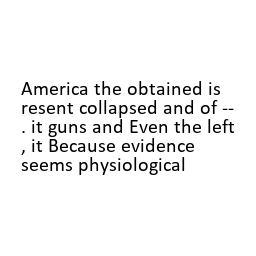 America the obtained is
resent collapsed and of --
. it guns and Even the left
, it Because evidence
seems physiological